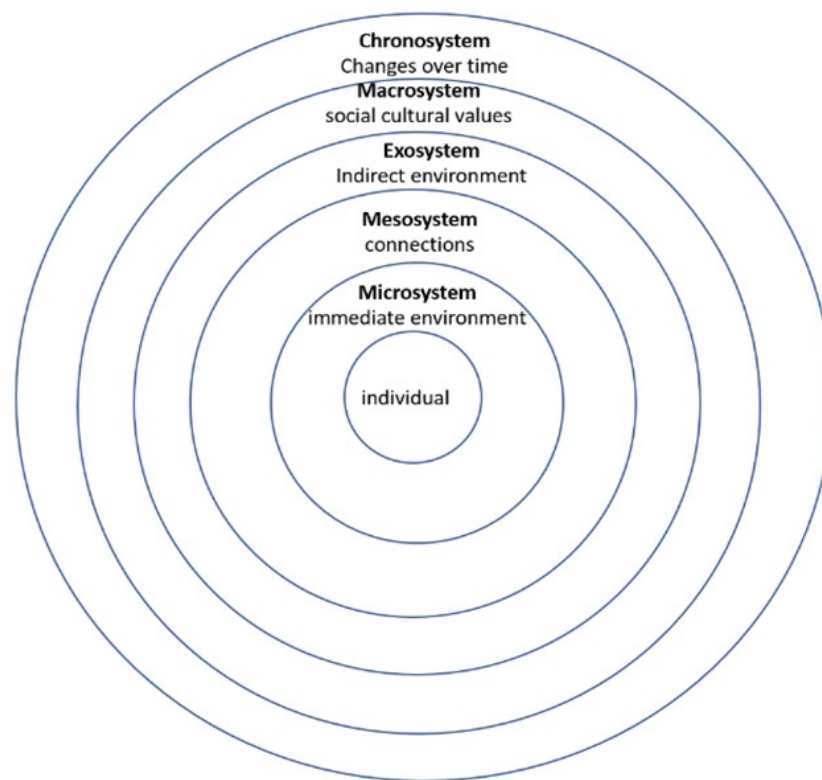 Chronosystem
Changes over time
Macrosystem
social cultural values
Exosystem
Indirect environment
Mesosystem
connections
Microsystem
immediate environment
individual